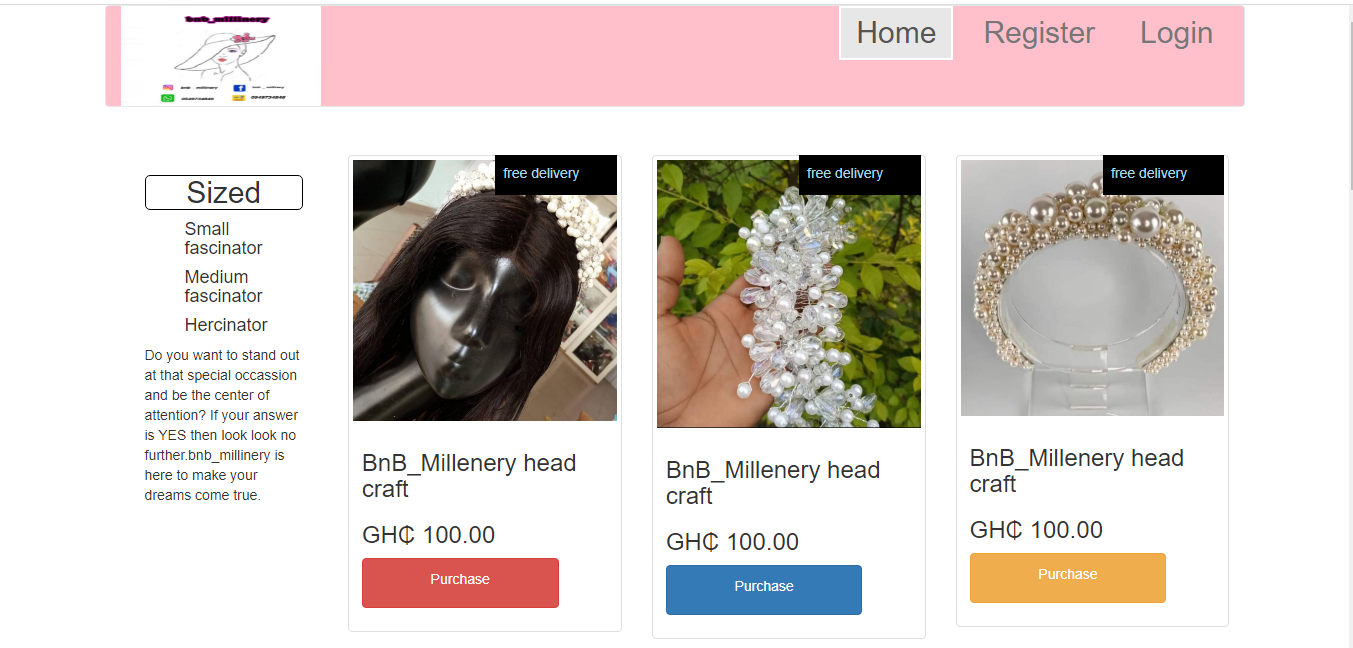 bnb_millinery
Home
Register
Login
Sized
Small
fascinator
Medium
fascinator
Hercinator
Do you want to stand out
at that special occassion
and be the center of
attention? If your answer
is YES then look look no
further.bnb_millinery is
here to make your
dreams come true.
free delivery
BnB_Millenery head
craft
GH₵ 100.00
Purchase
free delivery
BnB_Millenery head
craft
GH₵ 100.00
Purchase
free delivery
BnB_Millenery head
craft
GH₵ 100.00
Purchase